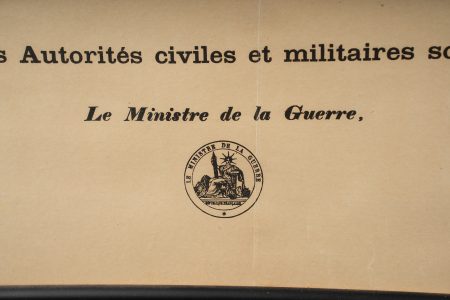 s Autorités civiles et militaires so
Le Ministre de la Guerre,
LE MINISTRE DE LA GUERRE